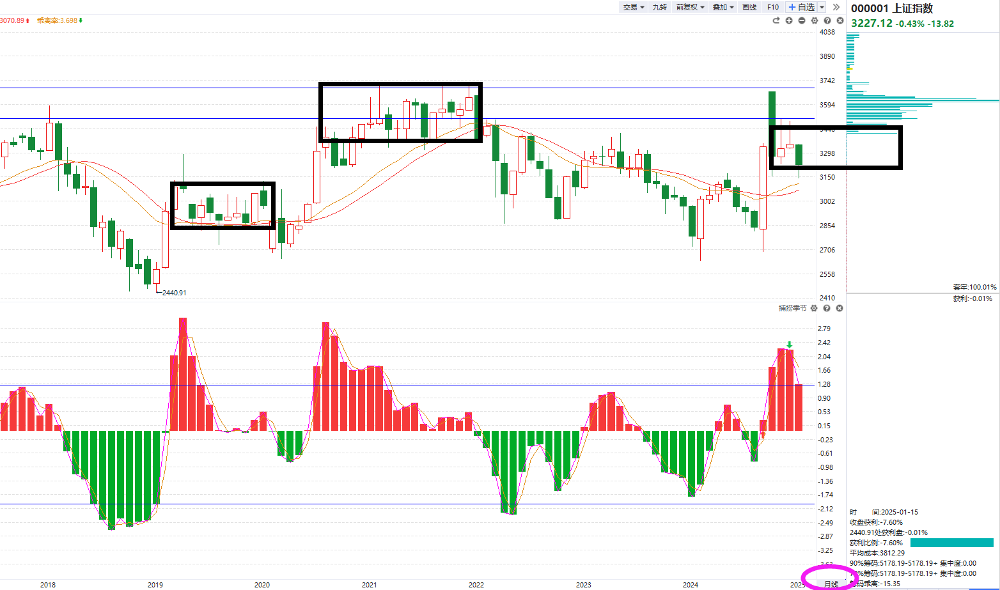 交易 九转 前复权 叠加 画线 F10 +自选
000001 上证指数
3227.12 -0.43% -13.82
3070.89 乖离率:3.698
4038
3890
3742
3594
3298
3150
3002
2854
2706
2558
2410
2440.91
套牢:100.01%
获利:-0.01%
捕捞季节
2.79
2.42
2.04
1.66
1.28
0.90
0.53
0.15
-0.23
-0.61
-0.98
-1.36
-1.74
-2.12
-2.49
-2.87
-3.25
时 间:2025-01-15
收盘获利:-7.60%
2440.91处获利盘:-0.01%
获利比例:-7.60%
平均成本:3812.29
90%筹码:5178.19-5178.19+ 集中度:0.00
0%筹码:5178.19-5178.19+ 集中度:0.00
筹码乖离:-15.35
2018 2019 2020 2021 2022 2023 2024 2025 月线